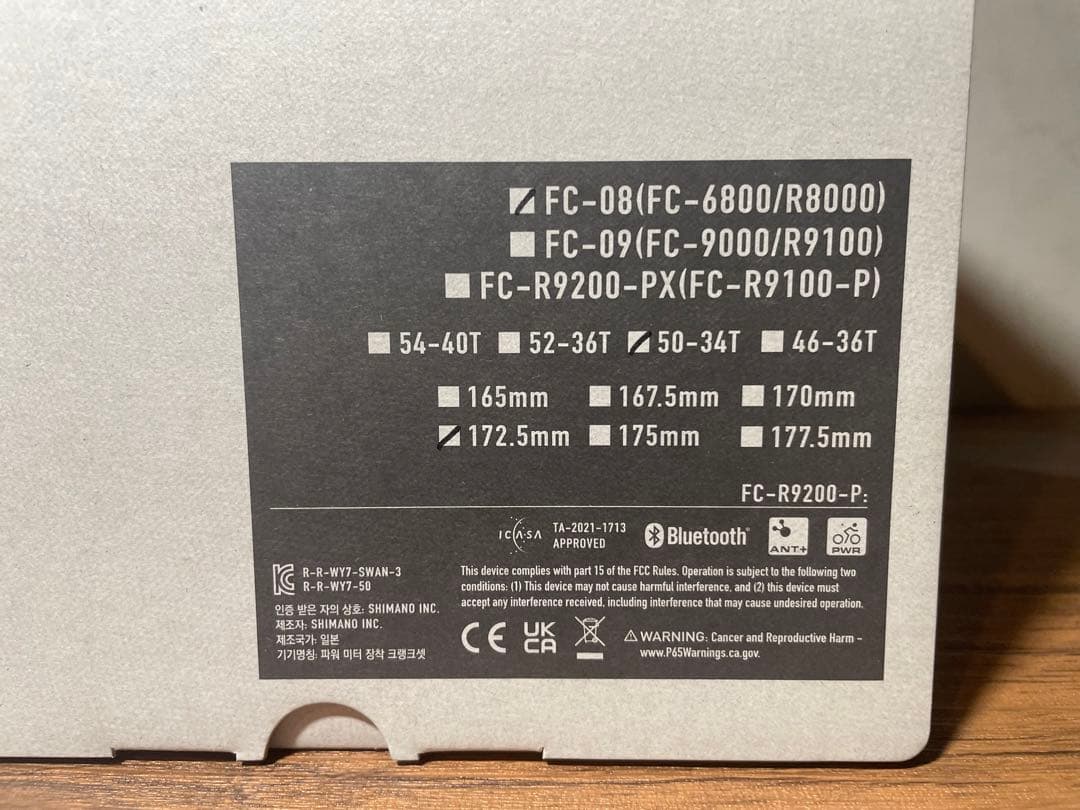 FC-08(FC-6800/R8000)
FC-09(FC-9000/R9100)
FC-R9200-PX(FC-R9100-P)
54-40T 52-36T 50-34T 46-36T
165mm 167.5mm 170mm
172.5mm 175mm 177.5mm
FC-R9200-P:
ICASA TA-2021-1713
APPROVED
Bluetooth®
ANT+
PWR
R-R-WY7-SWAN-3
R-R-WY7-50
인증 받은 자의 상호: SHIMANO INC.
제조자: SHIMANO INC.
제조국가: 일본
기기명칭: 파워 미터 장착 크랭크셋
This device complies with part 15 of the FCC Rules. Operation is subject to the following two
conditions: (1) This device may not cause harmful interference, and (2) this device must
accept any interference received, including interference that may cause undesired operation.
CE UK
CA
WARNING: Cancer and Reproductive Harm -
www.P65Warnings.ca.gov.